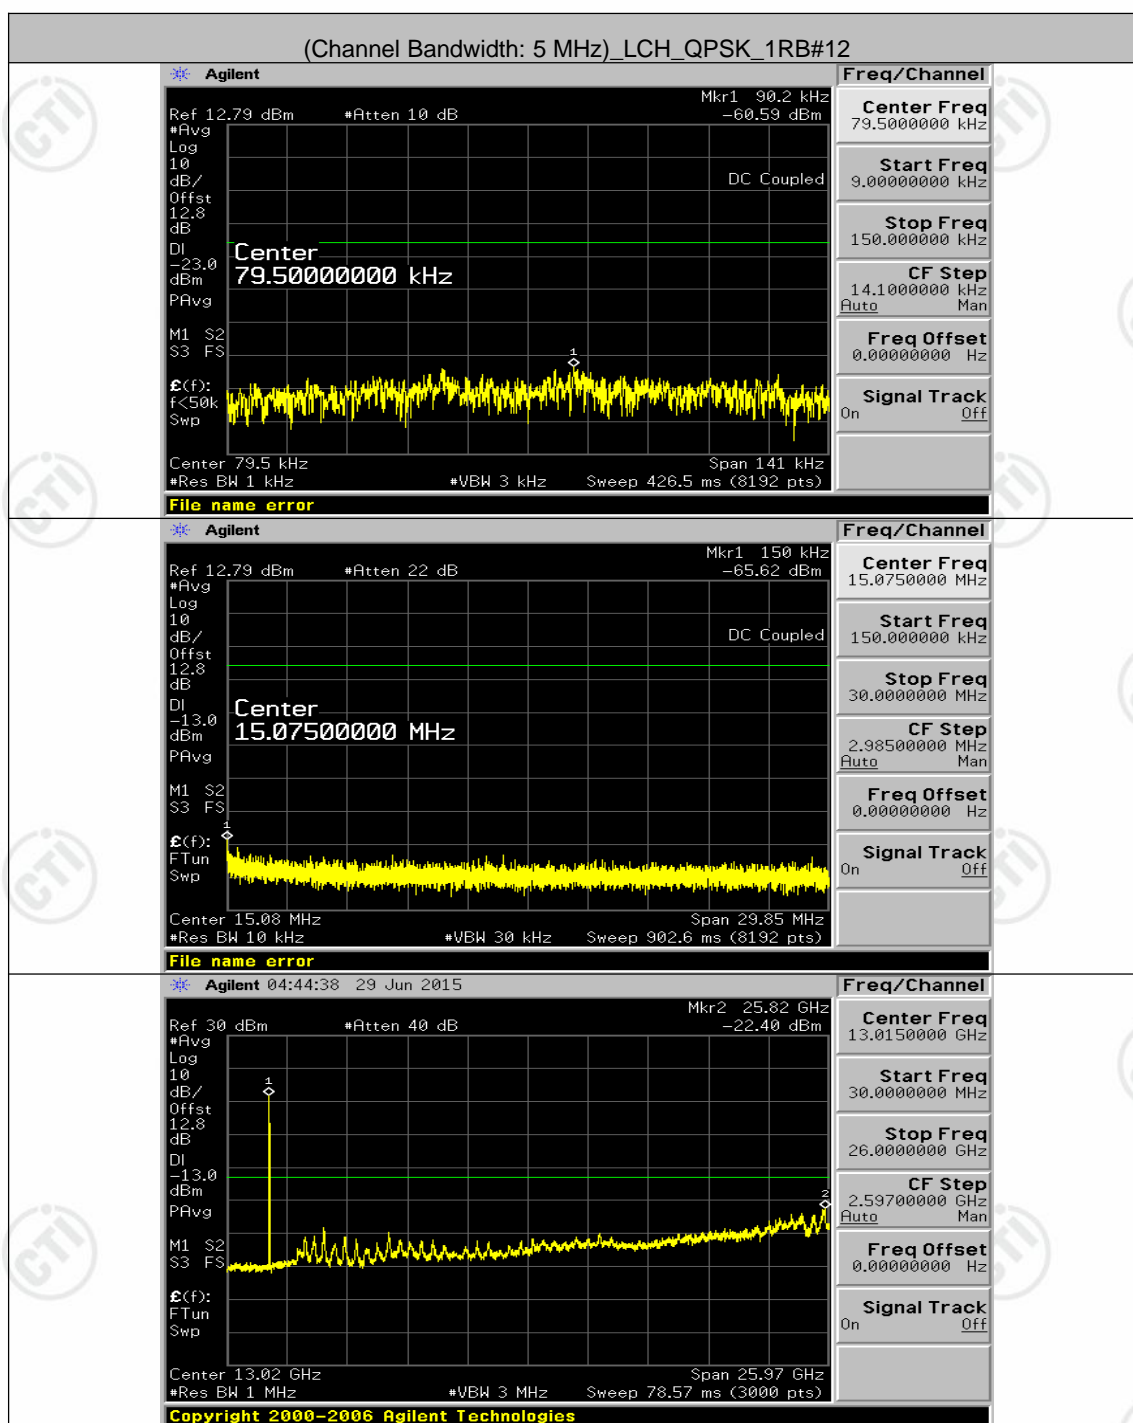 (Channel Bandwidth: 5 MHz)_LCH_QPSK_1RB#12
Agilent
Freq/Channel
Mkr1 90.2 kHz
Ref 12.79 dBm #Atten 10 dB -60.59 dBm
#Avg
Log
10
dB/
Offst
12.8
dB
DI
-23.0
dBm
PAvg
M1 S2
S3 FS
£(f):
f<50k
Swp
DC Coupled
Center
79.50000000 kHz
1
Center 79.5 kHz Span 141 kHz
#Res BW 1 kHz #VBW 3 kHz Sweep 426.5 ms (8192 pts)
File name error
Center Freq
79.5000000 kHz
Start Freq
9.00000000 kHz
Stop Freq
150.000000 kHz
CF Step
14.1000000 kHz
Auto Man
Freq Offset
0.00000000 Hz
Signal Track
On Off
Agilent
Freq/Channel
Mkr1 150 kHz
Ref 12.79 dBm #Atten 22 dB -65.62 dBm
#Avg
Log
10
dB/
Offst
12.8
dB
DI
-13.0
dBm
PAvg
M1 S2
S3 FS
£(f):
FTun
Swp
DC Coupled
Center
15.07500000 MHz
1
Center 15.08 MHz Span 29.85 MHz
#Res BW 10 kHz #VBW 30 kHz Sweep 902.6 ms (8192 pts)
File name error
Center Freq
15.0750000 MHz
Start Freq
150.000000 kHz
Stop Freq
30.0000000 MHz
CF Step
2.98500000 MHz
Auto Man
Freq Offset
0.00000000 Hz
Signal Track
On Off
Agilent 04:44:38 29 Jun 2015
Freq/Channel
Mkr2 25.82 GHz
Ref 30 dBm #Atten 40 dB -22.40 dBm
#Avg
Log
10
dB/
Offst
12.8
dB
DI
-13.0
dBm
PAvg
M1 S2
S3 FS
£(f):
FTun
Swp
1
2
Center 13.02 GHz Span 25.97 GHz
#Res BW 1 MHz #VBW 3 MHz Sweep 78.57 ms (3000 pts)
Copyright 2000-2006 Agilent Technologies
Center Freq
13.0150000 GHz
Start Freq
30.0000000 MHz
Stop Freq
26.0000000 GHz
CF Step
2.59700000 GHz
Auto Man
Freq Offset
0.00000000 Hz
Signal Track
On Off
CTI
CTI
CTI
CTI